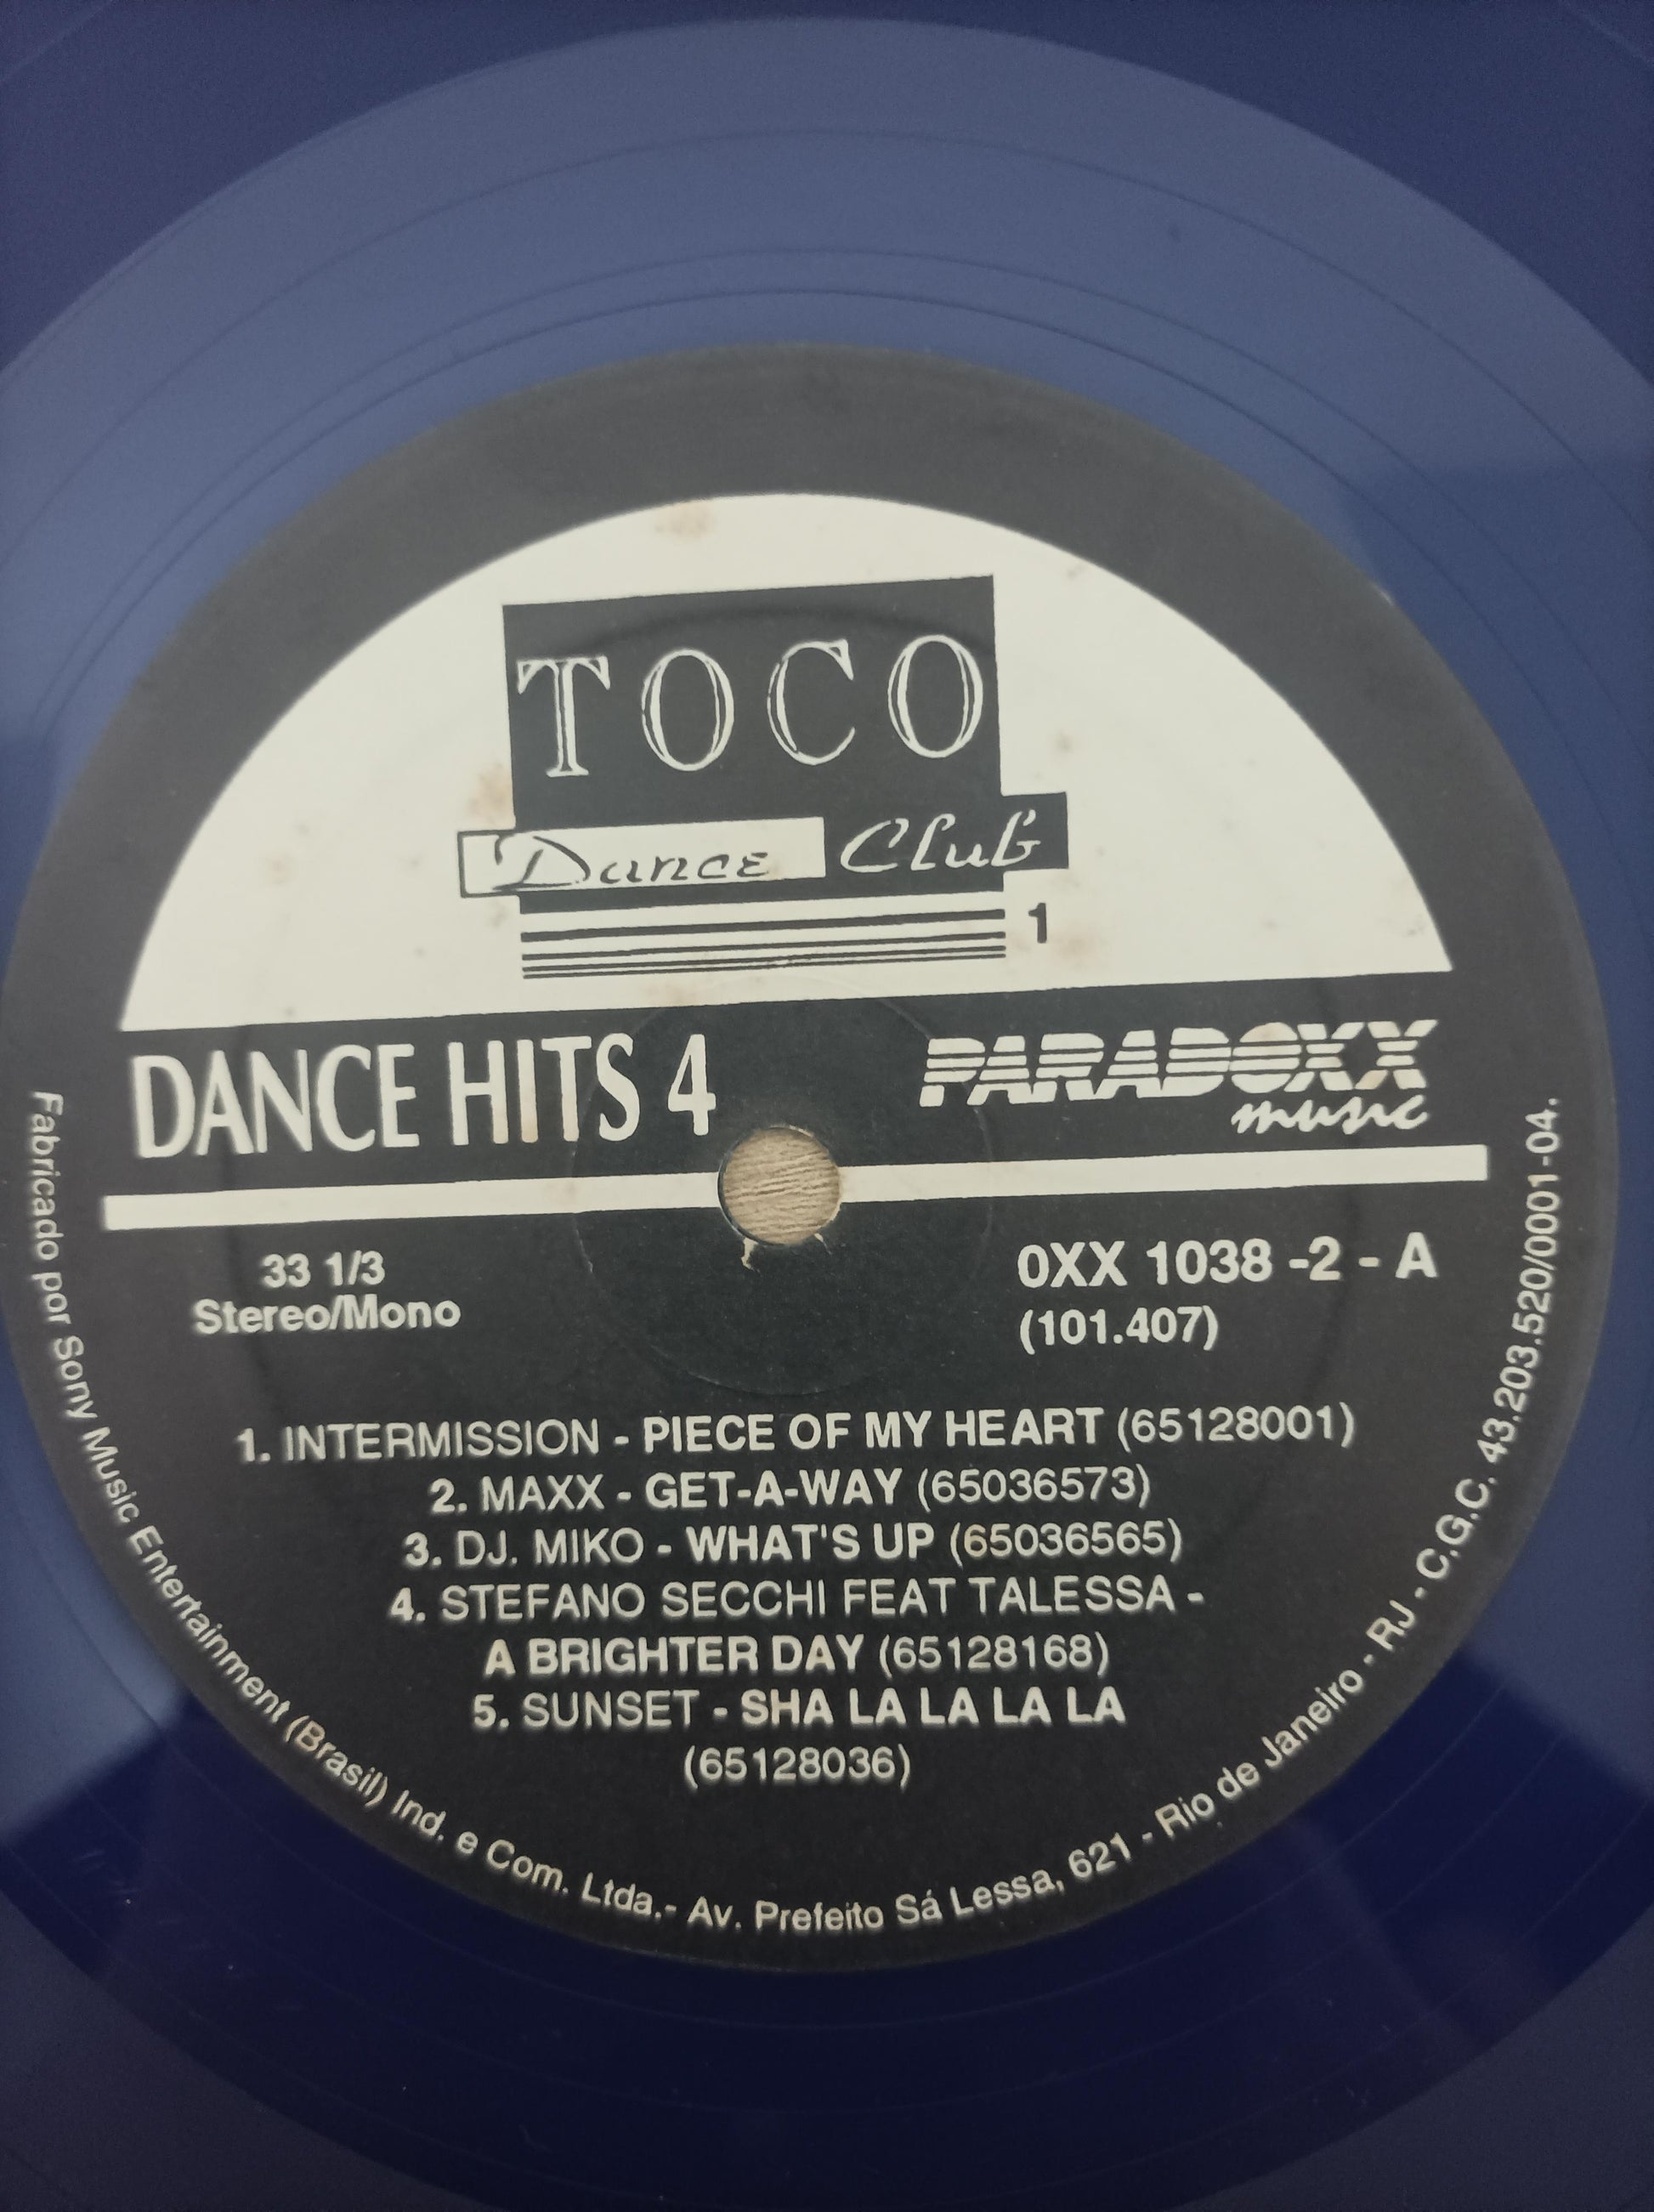 TOCO
Dance Club
1
DANCE HITS 4
PARADOXX
music
33 1/3
Stereo/Mono
0XX 1038 -2 - A
(101.407)
1. INTERMISSION - PIECE OF MY HEART (65128001)
2. MAXX - GET-A-WAY (65036573)
3. DJ. MIKO - WHAT'S UP (65036565)
4. STEFANO SECCHI FEAT TALESSA -
A BRIGHTER DAY (65128168)
5. SUNSET - SHA LA LA LA LA
(65128036)
Fabricado por Sony Music Entertainment (Brasil) Ind. e Com. Ltda.- Av. Prefeito Sá Lessa, 621 - Rio de Janeiro - RJ - C.G.C. 43.203.520/0001-04.